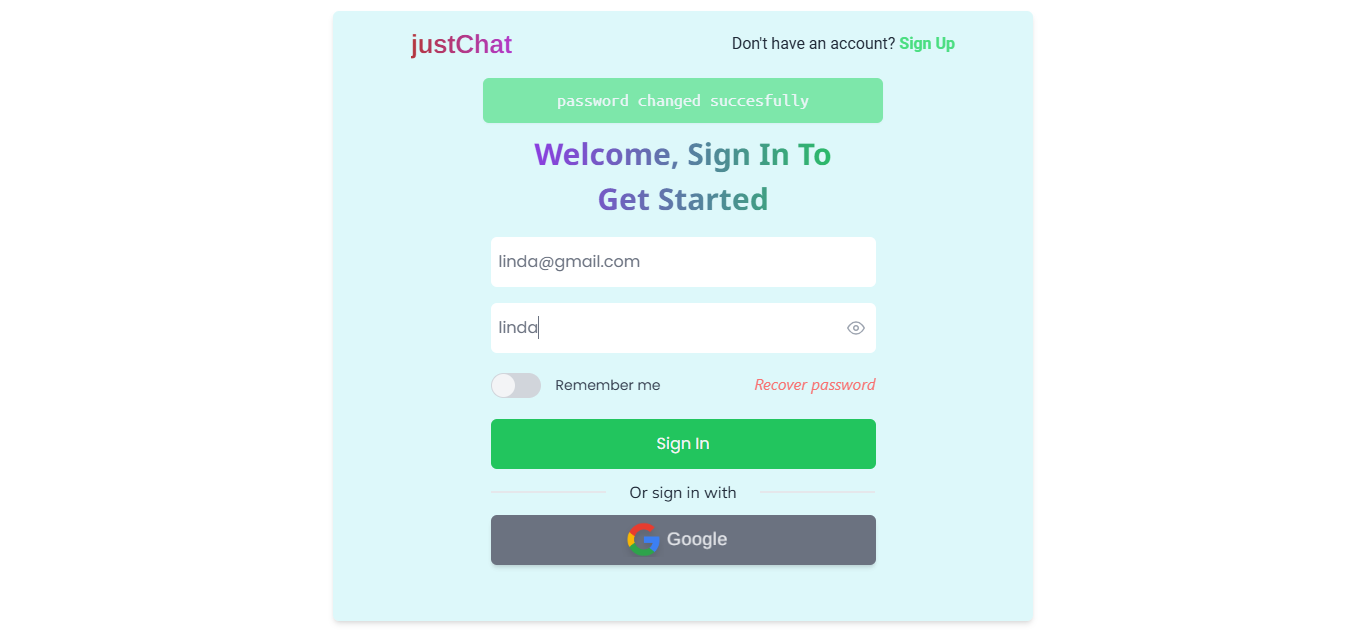 justChat
Don't have an account? Sign Up
password changed succesfully
Welcome, Sign In To
Get Started
linda@gmail.com
linda
Remember me
Recover password
Sign In
Or sign in with
Google